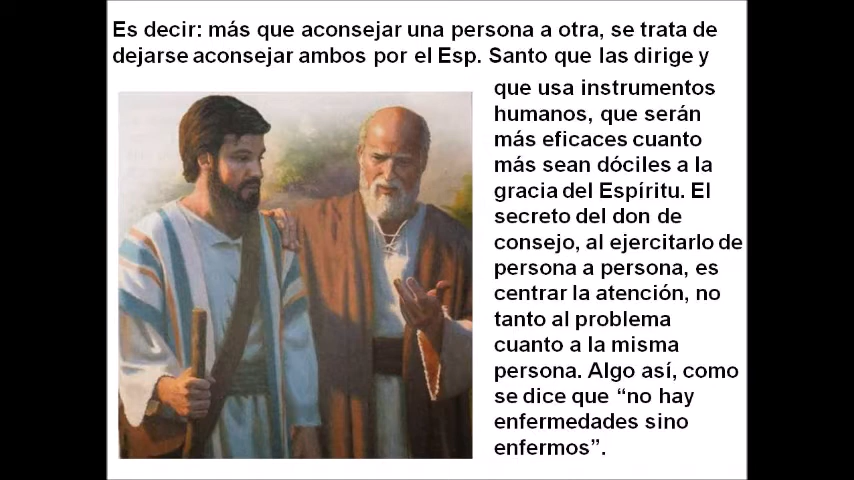 Es decir: más que aconsejar una persona a otra, se trata de
dejarse aconsejar ambos por el Esp. Santo que las dirige y
que usa instrumentos
humanos, que serán
más eficaces cuanto
más sean dóciles a la
gracia del Espíritu. El
secreto del don de
consejo, al ejercitarlo de
persona a persona, es
centrar la atención, no
tanto al problema
cuanto a la misma
persona. Algo así, como
se dice que “no hay
enfermedades sino
enfermos”.